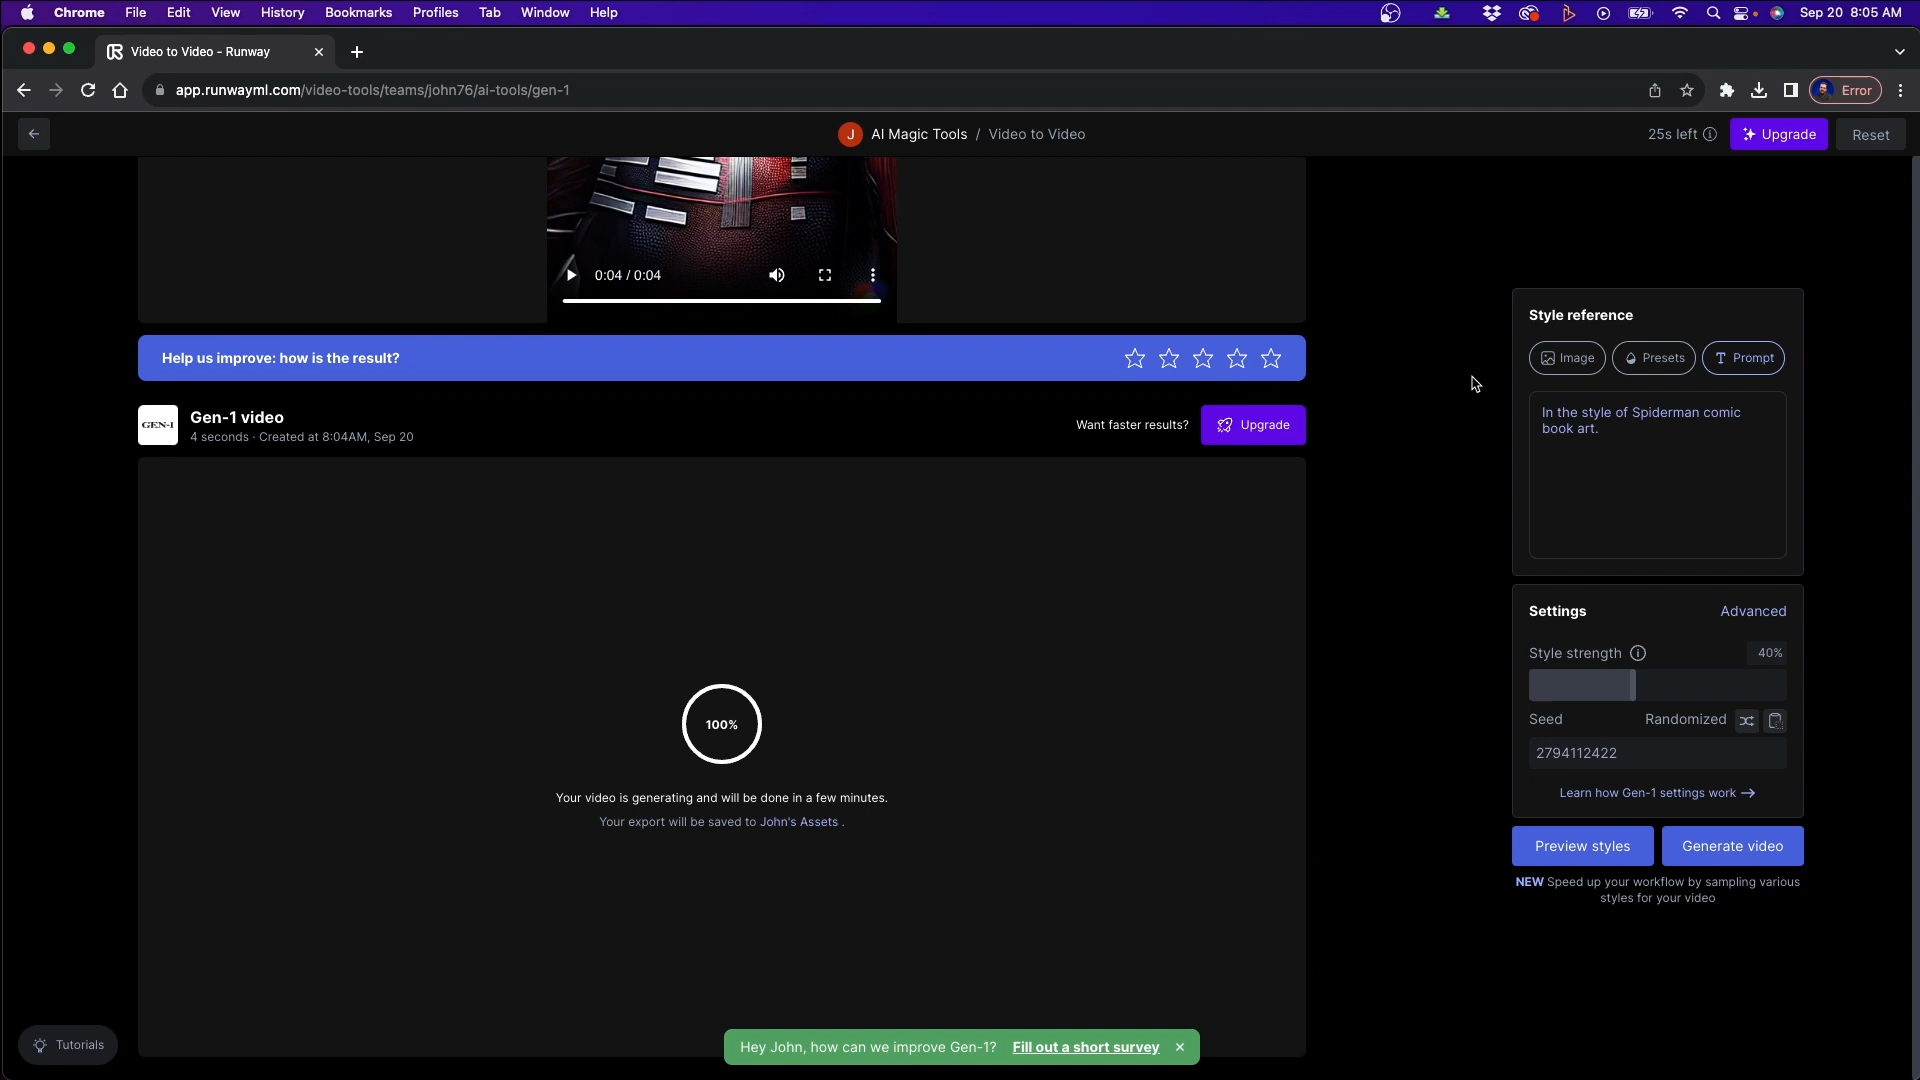 Chrome File Edit View History Bookmarks Profiles Tab Window Help Sep 20 8:05 AM
Video to Video - Runway
app.runwayml.com/video-tools/teams/john76/ai-tools/gen-1 Error
J AI Magic Tools / Video to Video 25s left Upgrade Reset
0:04 / 0:04
Help us improve: how is the result?
GEN-1
Gen-1 video
4 seconds · Created at 8:04AM, Sep 20
Want faster results? Upgrade
100%
Your video is generating and will be done in a few minutes.
Your export will be saved to John's Assets .
Style reference
Image Presets Prompt
In the style of Spiderman comic
book art.
Settings Advanced
Style strength 40%
Seed Randomized
2794112422
Learn how Gen-1 settings work →
Preview styles Generate video
NEW Speed up your workflow by sampling various
styles for your video
Tutorials
Hey John, how can we improve Gen-1? Fill out a short survey